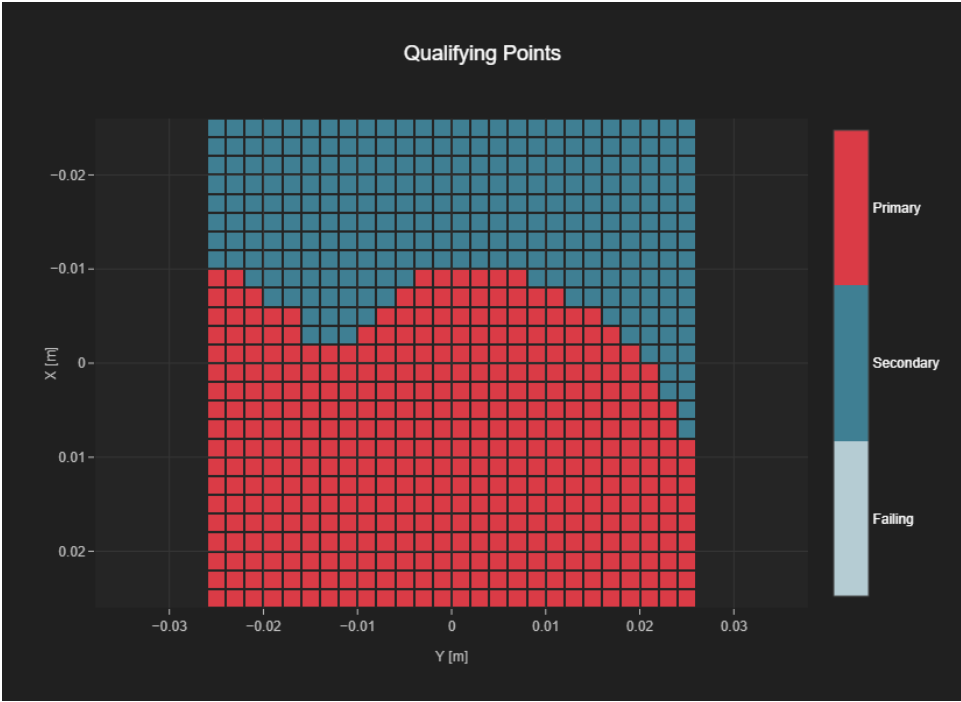 Qualifying Points
−0.02
−0.01
0
0.01
0.02
X [m]
−0.03
−0.02
−0.01
0
0.01
0.02
0.03
Y [m]
Primary
Secondary
Failing